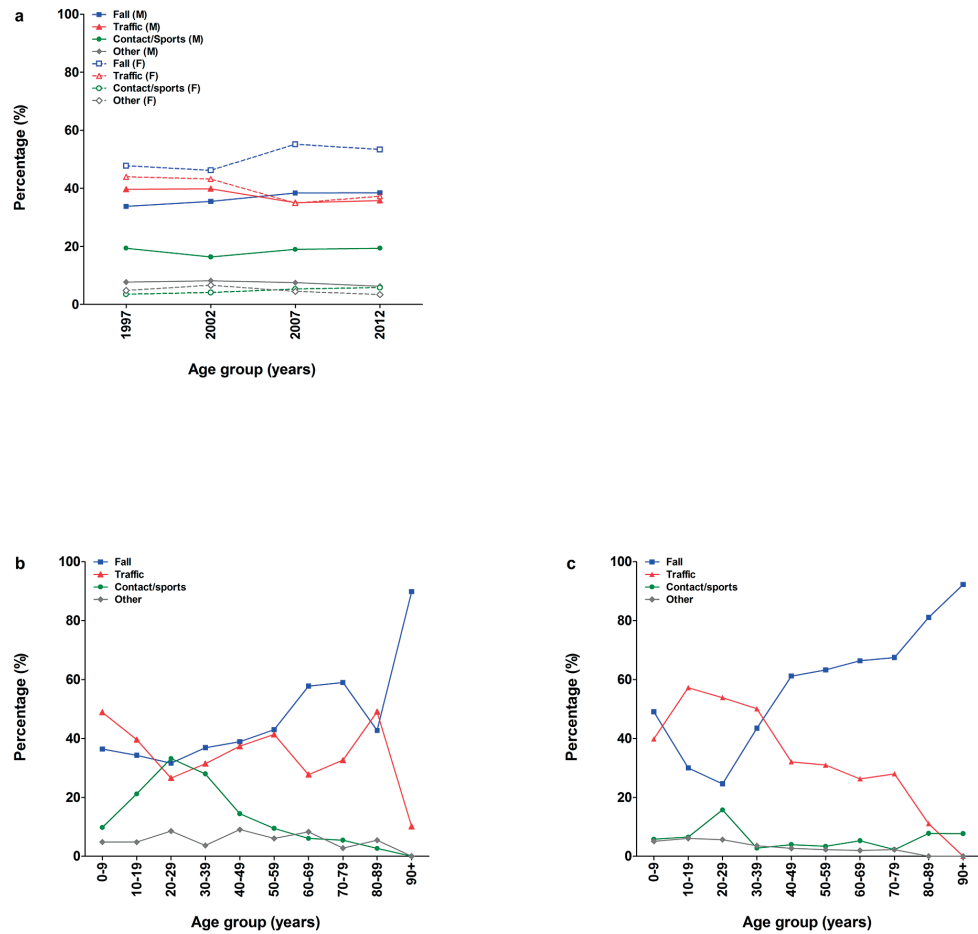 a
100
80
60
40
20
0
Percentage (%)
Fall (M)
Traffic (M)
Contact/Sports (M)
Other (M)
Fall (F)
Traffic (F)
Contact/sports (F)
Other (F)
1997
2002
2007
2012
Age group (years)
b
100
80
60
40
20
0
Percentage (%)
Fall
Traffic
Contact/sports
Other
0-9
10-19
20-29
30-39
40-49
50-59
60-69
70-79
80-89
90+
Age group (years)
c
100
80
60
40
20
0
Percentage (%)
Fall
Traffic
Contact/sports
Other
0-9
10-19
20-29
30-39
40-49
50-59
60-69
70-79
80-89
90+
Age group (years)